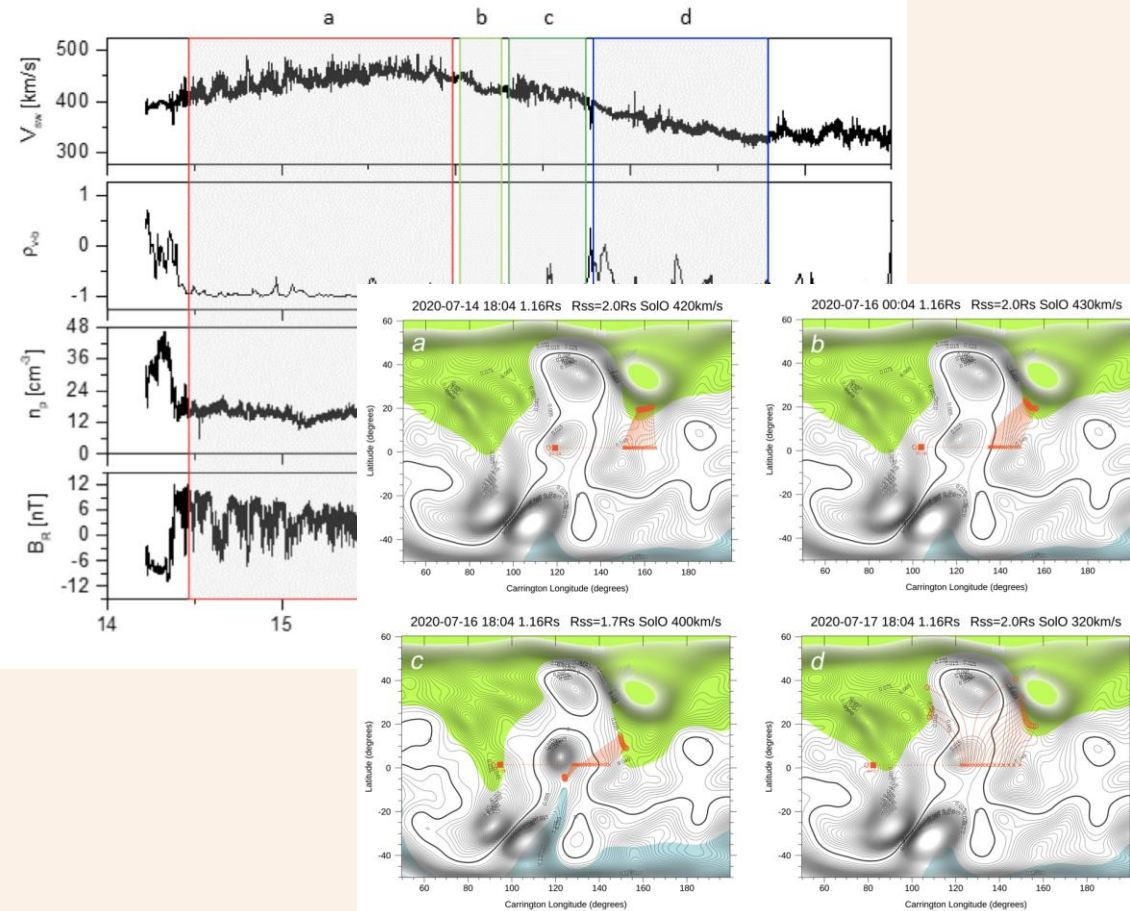 a b c d
500
400
300
V_sw [km/s]
1
0
-1
ρ_v-b
48
36
24
12
0
n_p [cm⁻³]
12
6
0
-6
-12
B_R [nT]
14 15
2020-07-14 18:04 1.16Rs Rss=2.0Rs SolO 420km/s
a
60
40
20
0
-20
-40
Latitude (degrees)
60 80 100 120 140 160 180
Carrington Longitude (degrees)
2020-07-16 00:04 1.16Rs Rss=2.0Rs SolO 430km/s
b
60
40
20
0
-20
-40
Latitude (degrees)
60 80 100 120 140 160 180
Carrington Longitude (degrees)
2020-07-16 18:04 1.16Rs Rss=1.7Rs SolO 400km/s
c
60
40
20
0
-20
-40
Latitude (degrees)
60 80 100 120 140 160 180
Carrington Longitude (degrees)
2020-07-17 18:04 1.16Rs Rss=2.0Rs SolO 320km/s
d
60
40
20
0
-20
-40
Latitude (degrees)
60 80 100 120 140 160 180
Carrington Longitude (degrees)